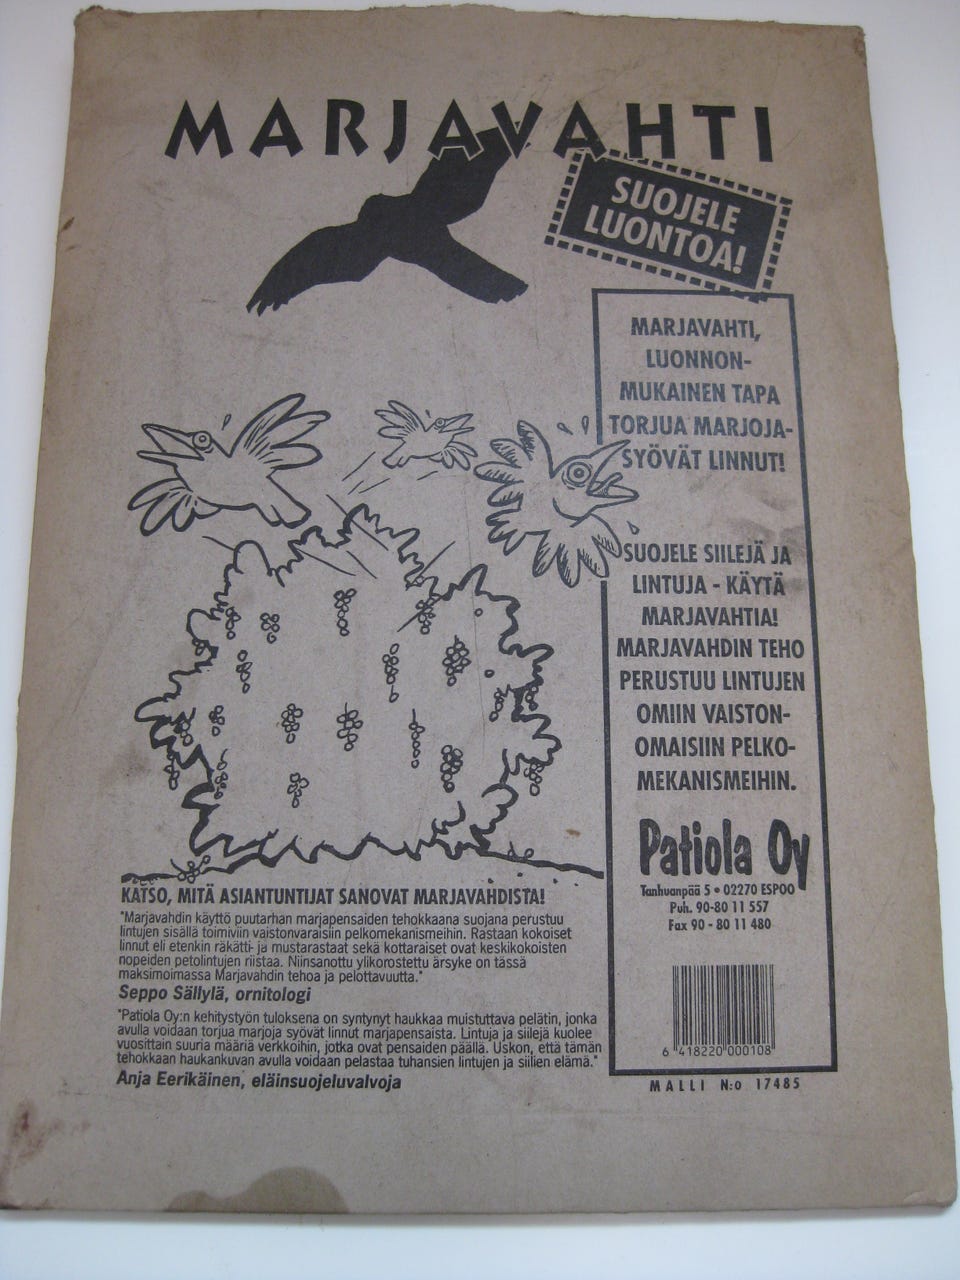 MARJAVAHTI
SUOJELE
LUONTOA!
MARJAVAHTI,
LUONNON-
MUKAINEN TAPA
TORJUA MARJOJA-
SYÖVÄT LINNUT!
SUOJELE SIILEJÄ JA
LINTUJA - KÄYTÄ
MARJAVAHTIA!
MARJAVAHDIN TEHO
PERUSTUU LINTUJEN
OMIIN VAISTON-
OMAISIIN PELKO-
MEKANISMEIHIN.
Patiola Oy
Tanhuanpää 5 • 02270 ESPOO
Puh. 90-80 11 557
Fax 90 - 80 11 480
6 418220 000108
MALLI N:o 17485
KATSO, MITÄ ASIANTUNTIJAT SANOVAT MARJAVAHDISTA!
"Marjavahdin käyttö puutarhan marjapensaiden tehokkaana suojana perustuu
lintujen sisällä toimiviin vaistonvaraisiin pelkomekanismeihin. Rastaan kokoiset
linnut eli etenkin räkätti- ja mustarastaat sekä kottaraiset ovat keskikokoisten
nopeiden petolintujen riistaa. Niinsanottu ylikorostettu ärsyke on tässä
maksimoimassa Marjavahdin tehoa ja pelottavuutta."
Seppo Sällylä, ornitologi
"Patiola Oy:n kehitystyön tuloksena on syntynyt haukkaa muistuttava pelätin, jonka
avulla voidaan torjua marjoja syövät linnut marjapensaista. Lintuja ja siilejä kuolee
vuosittain suuria määriä verkkoihin, jotka ovat pensaiden päällä. Uskon, että tämän
tehokkaan haukankuvan avulla voidaan pelastaa tuhansien lintujen ja siilien elämä."
Anja Eerikäinen, eläinsuojeluvalvoja